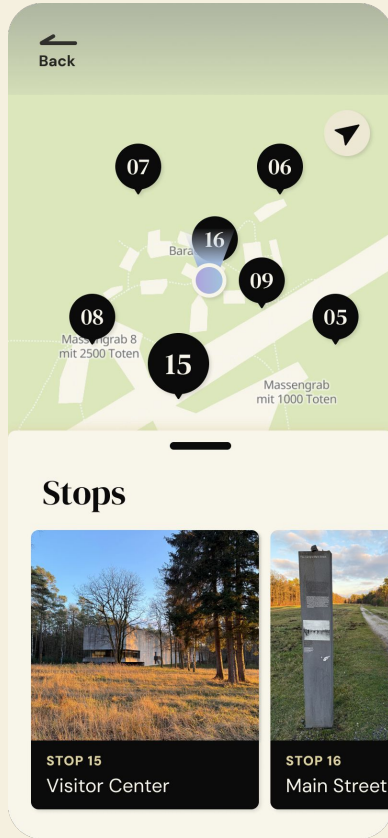 Back
07
06
16
Bara
09
08
05
Massengrab 8
mit 2500 Toten
15
Massengrab
mit 1000 Toten
Stops
STOP 15
Visitor Center
STOP 16
Main Street